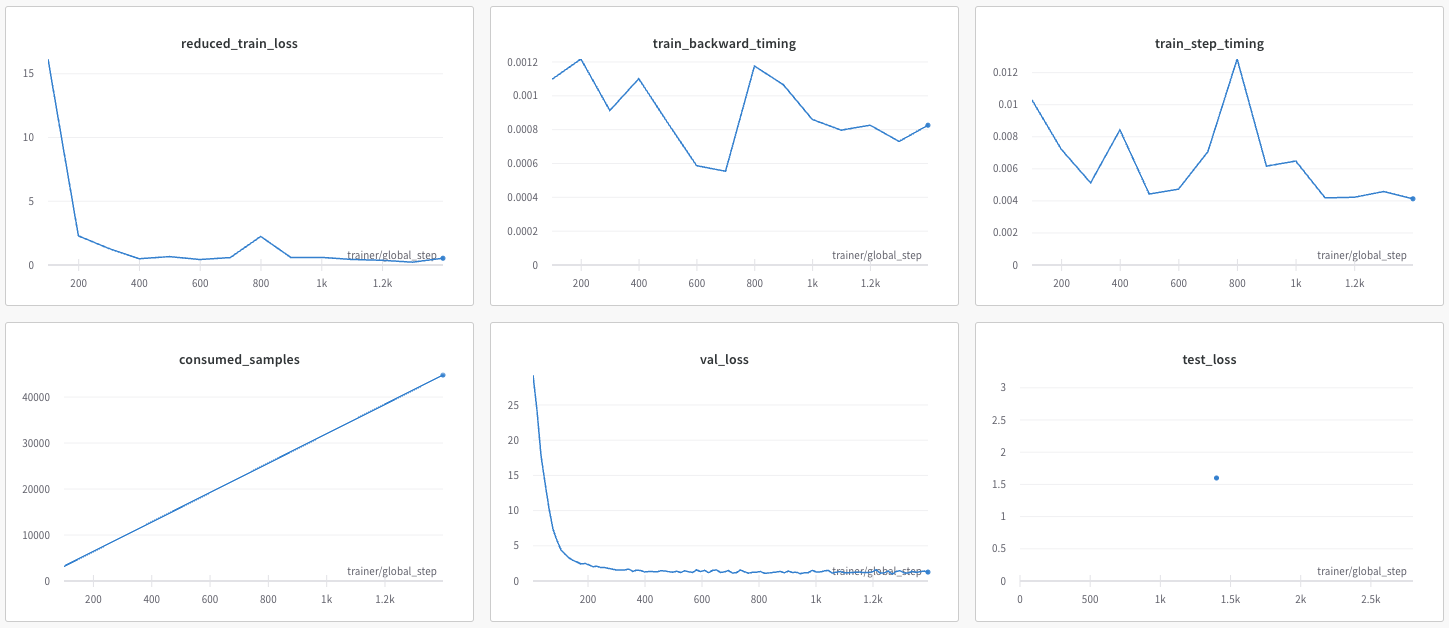 reduced_train_loss
15
10
5
0
trainer/global_step
200 400 600 800 1k 1.2k
train_backward_timing
0.0012
0.001
0.0008
0.0006
0.0004
0.0002
0
trainer/global_step
200 400 600 800 1k 1.2k
train_step_timing
0.012
0.01
0.008
0.006
0.004
0.002
0
trainer/global_step
200 400 600 800 1k 1.2k
consumed_samples
40000
30000
20000
10000
0
trainer/global_step
200 400 600 800 1k 1.2k
val_loss
25
20
15
10
5
0
trainer/global_step
200 400 600 800 1k 1.2k
test_loss
3
2.5
2
1.5
1
0.5
0
trainer/global_step
0 500 1k 1.5k 2k 2.5k